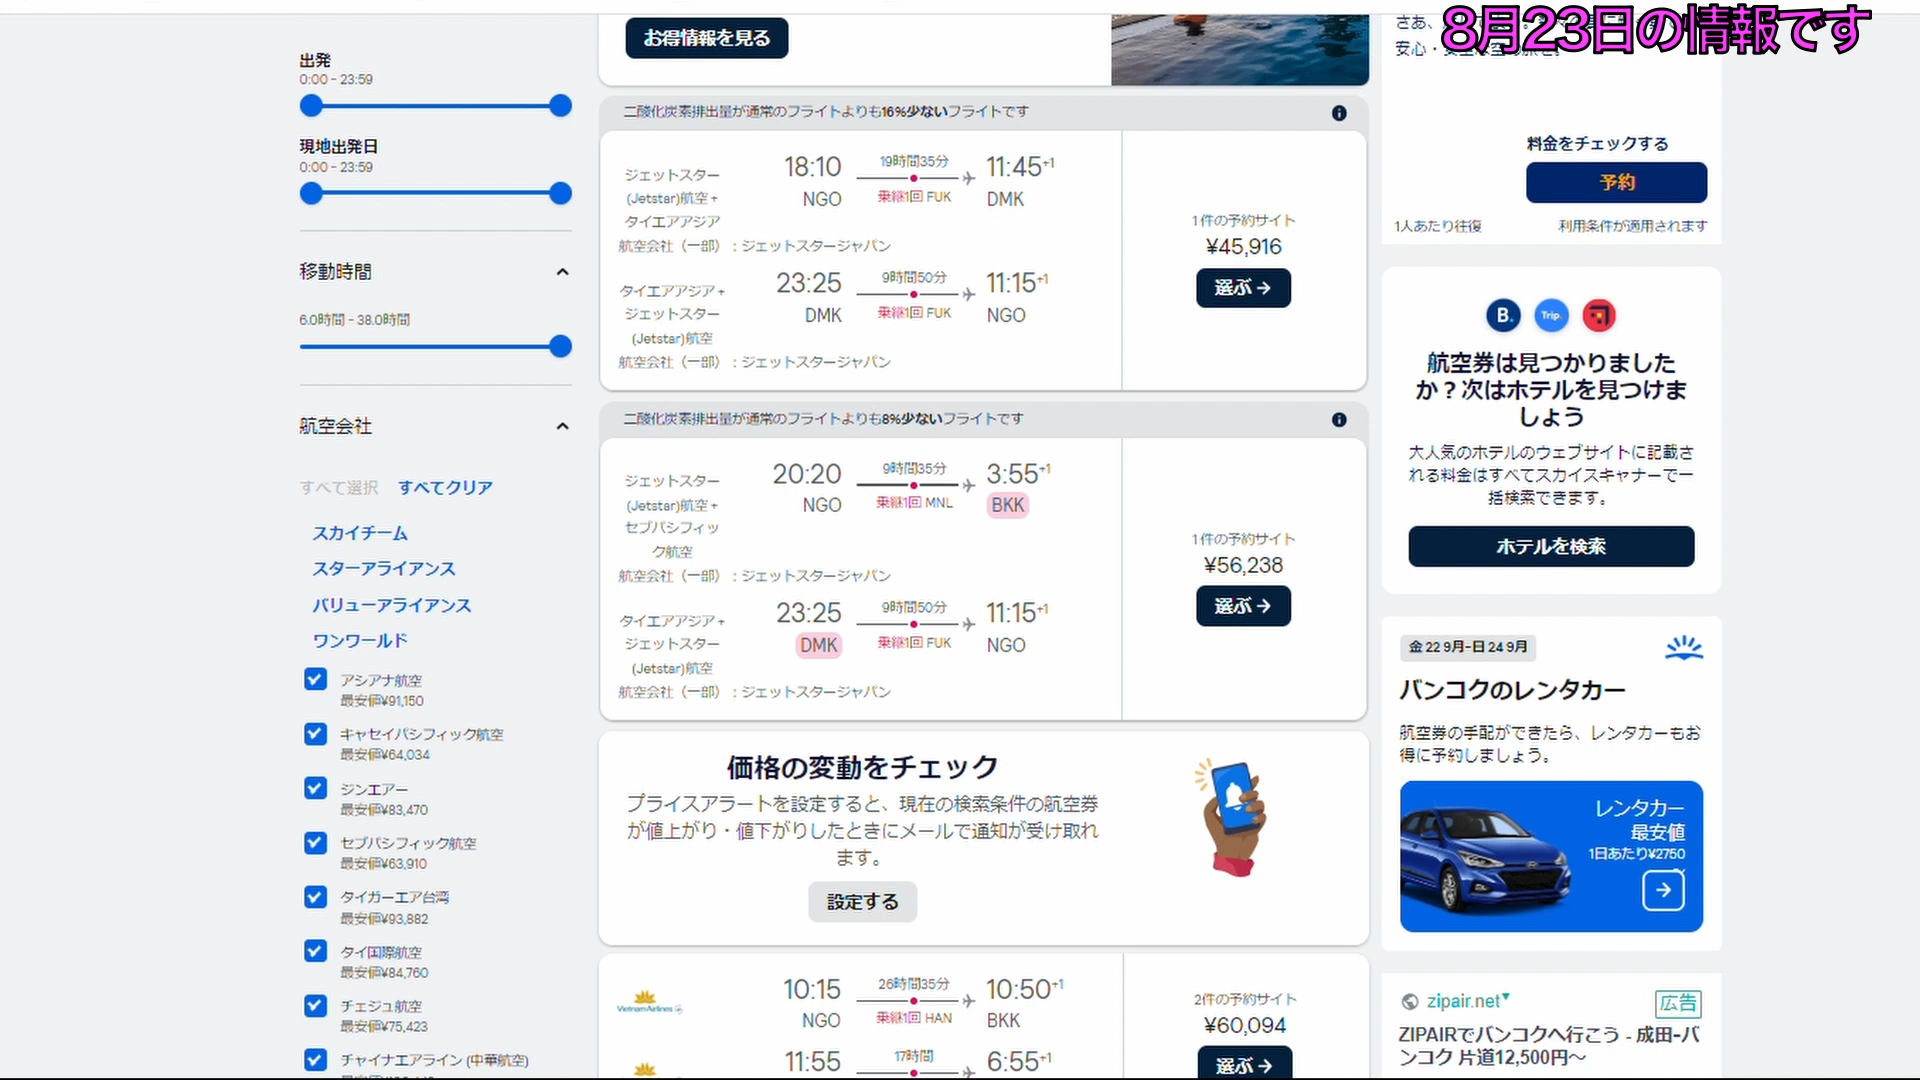 8月23日の情報です
出発
0:00 - 23:59
現地出発日
0:00 - 23:59
移動時間
6.0時間 - 38.0時間
航空会社
すべて選択 すべてクリア
スカイチーム
スターアライアンス
バリューアライアンス
ワンワールド
アシアナ航空
最安値¥91,150
キャセイパシフィック航空
最安値¥64,034
ジンエアー
最安値¥83,470
セブパシフィック航空
最安値¥63,910
タイガーエア台湾
最安値¥93,882
タイ国際航空
最安値¥84,760
チェジュ航空
最安値¥75,423
チャイナエアライン (中華航空)
お得情報を見る
二酸化炭素排出量が通常のフライトよりも16%少ないフライトです
ジェットスター
(Jetstar)航空 +
タイエアアジア
18:10 19時間35分 11:45+1
NGO 乗継1回 FUK DMK
航空会社（一部）：ジェットスタージャパン
タイエアアジア +
ジェットスター
(Jetstar)航空
23:25 9時間50分 11:15+1
DMK 乗継1回 FUK NGO
航空会社（一部）：ジェットスタージャパン
1件の予約サイト
¥45,916
選ぶ →
二酸化炭素排出量が通常のフライトよりも8%少ないフライトです
ジェットスター
(Jetstar)航空 +
セブパシフィッ
ク航空
20:20 9時間35分 3:55+1
NGO 乗継1回 MNL BKK
航空会社（一部）：ジェットスタージャパン
タイエアアジア +
ジェットスター
(Jetstar)航空
23:25 9時間50分 11:15+1
DMK 乗継1回 FUK NGO
航空会社（一部）：ジェットスタージャパン
1件の予約サイト
¥56,238
選ぶ →
価格の変動をチェック
プライスアラートを設定すると、現在の検索条件の航空券
が値上がり・値下がりしたときにメールで通知が受け取れ
ます。
設定する
Vietnam Airlines
10:15 26時間35分 10:50+1
NGO 乗継1回 HAN BKK
11:55 17時間 6:55+1
2件の予約サイト
¥60,094
選ぶ →
料金をチェックする
予約
1人あたり往復 利用条件が適用されます
B. Trip.
航空券は見つかりました
か？次はホテルを見つけま
しょう
大人気のホテルのウェブサイトに記載さ
れる料金はすべてスカイスキャナーで一
括検索できます。
ホテルを検索
金 22 9月-日 24 9月
バンコクのレンタカー
航空券の手配ができたら、レンタカーもお
得に予約しましょう。
レンタカー
最安値
1日あたり¥2750
zipair.net 広告
ZIPAIRでバンコクへ行こう - 成田-バ
ンコク 片道12,500円～